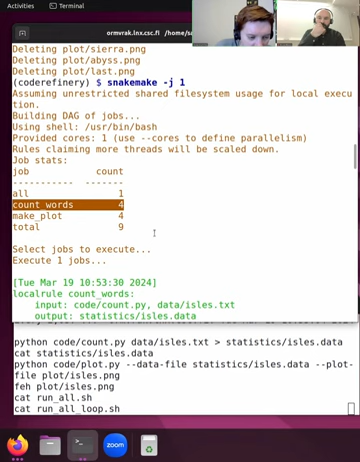 Activities
Terminal
ormvrak.lnx.csc.fi /home/s
Deleting plot/sierra.png
Deleting plot/abyss.png
Deleting plot/last.png
(coderefinery) $ snakemake -j 1
Assuming unrestricted shared filesystem usage for local execu
tion.
Building DAG of jobs...
Using shell: /usr/bin/bash
Provided cores: 1 (use --cores to define parallelism)
Rules claiming more threads will be scaled down.
Job stats:
job count
----------- -------
all 1
count_words 4
make_plot 4
total 9
Select jobs to execute...
Execute 1 jobs...
[Tue Mar 19 10:53:30 2024]
localrule count_words:
input: code/count.py, data/isles.txt
output: statistics/isles.data
python code/count.py data/isles.txt > statistics/isles.data
cat statistics/isles.data
python code/plot.py --data-file statistics/isles.data --plot-
file plot/isles.png
feh plot/isles.png
cat run_all.sh
cat run_all_loop.sh
zoom